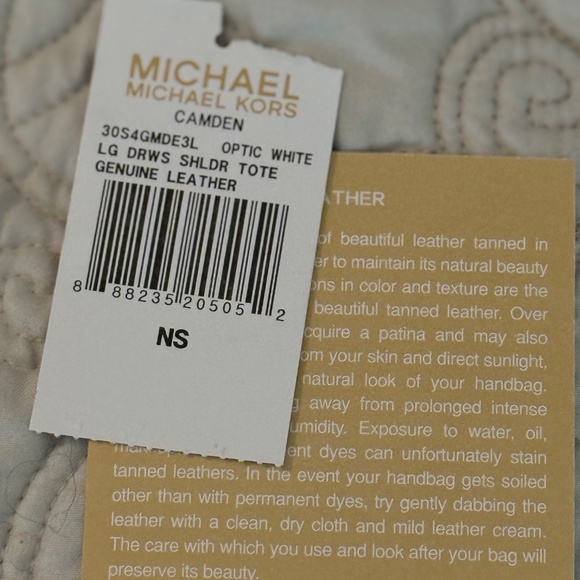 MICHAEL
MICHAEL KORS
CAMDEN
30S4GMDE3L OPTIC WHITE
LG DRWS SHLDR TOTE
GENUINE LEATHER
8 88235 20505 2
NS
ATHER
of beautiful leather tanned in
er to maintain its natural beauty
ons in color and texture are the
beautiful tanned leather. Over
cquire a patina and may also
om your skin and direct sunlight,
natural look of your handbag.
g away from prolonged intense
umidity. Exposure to water, oil,
ent dyes can unfortunately stain
tanned leathers. In the event your handbag gets soiled
other than with permanent dyes, try gently dabbing the
leather with a clean, dry cloth and mild leather cream.
The care with which you use and look after your bag will
preserve its beauty.